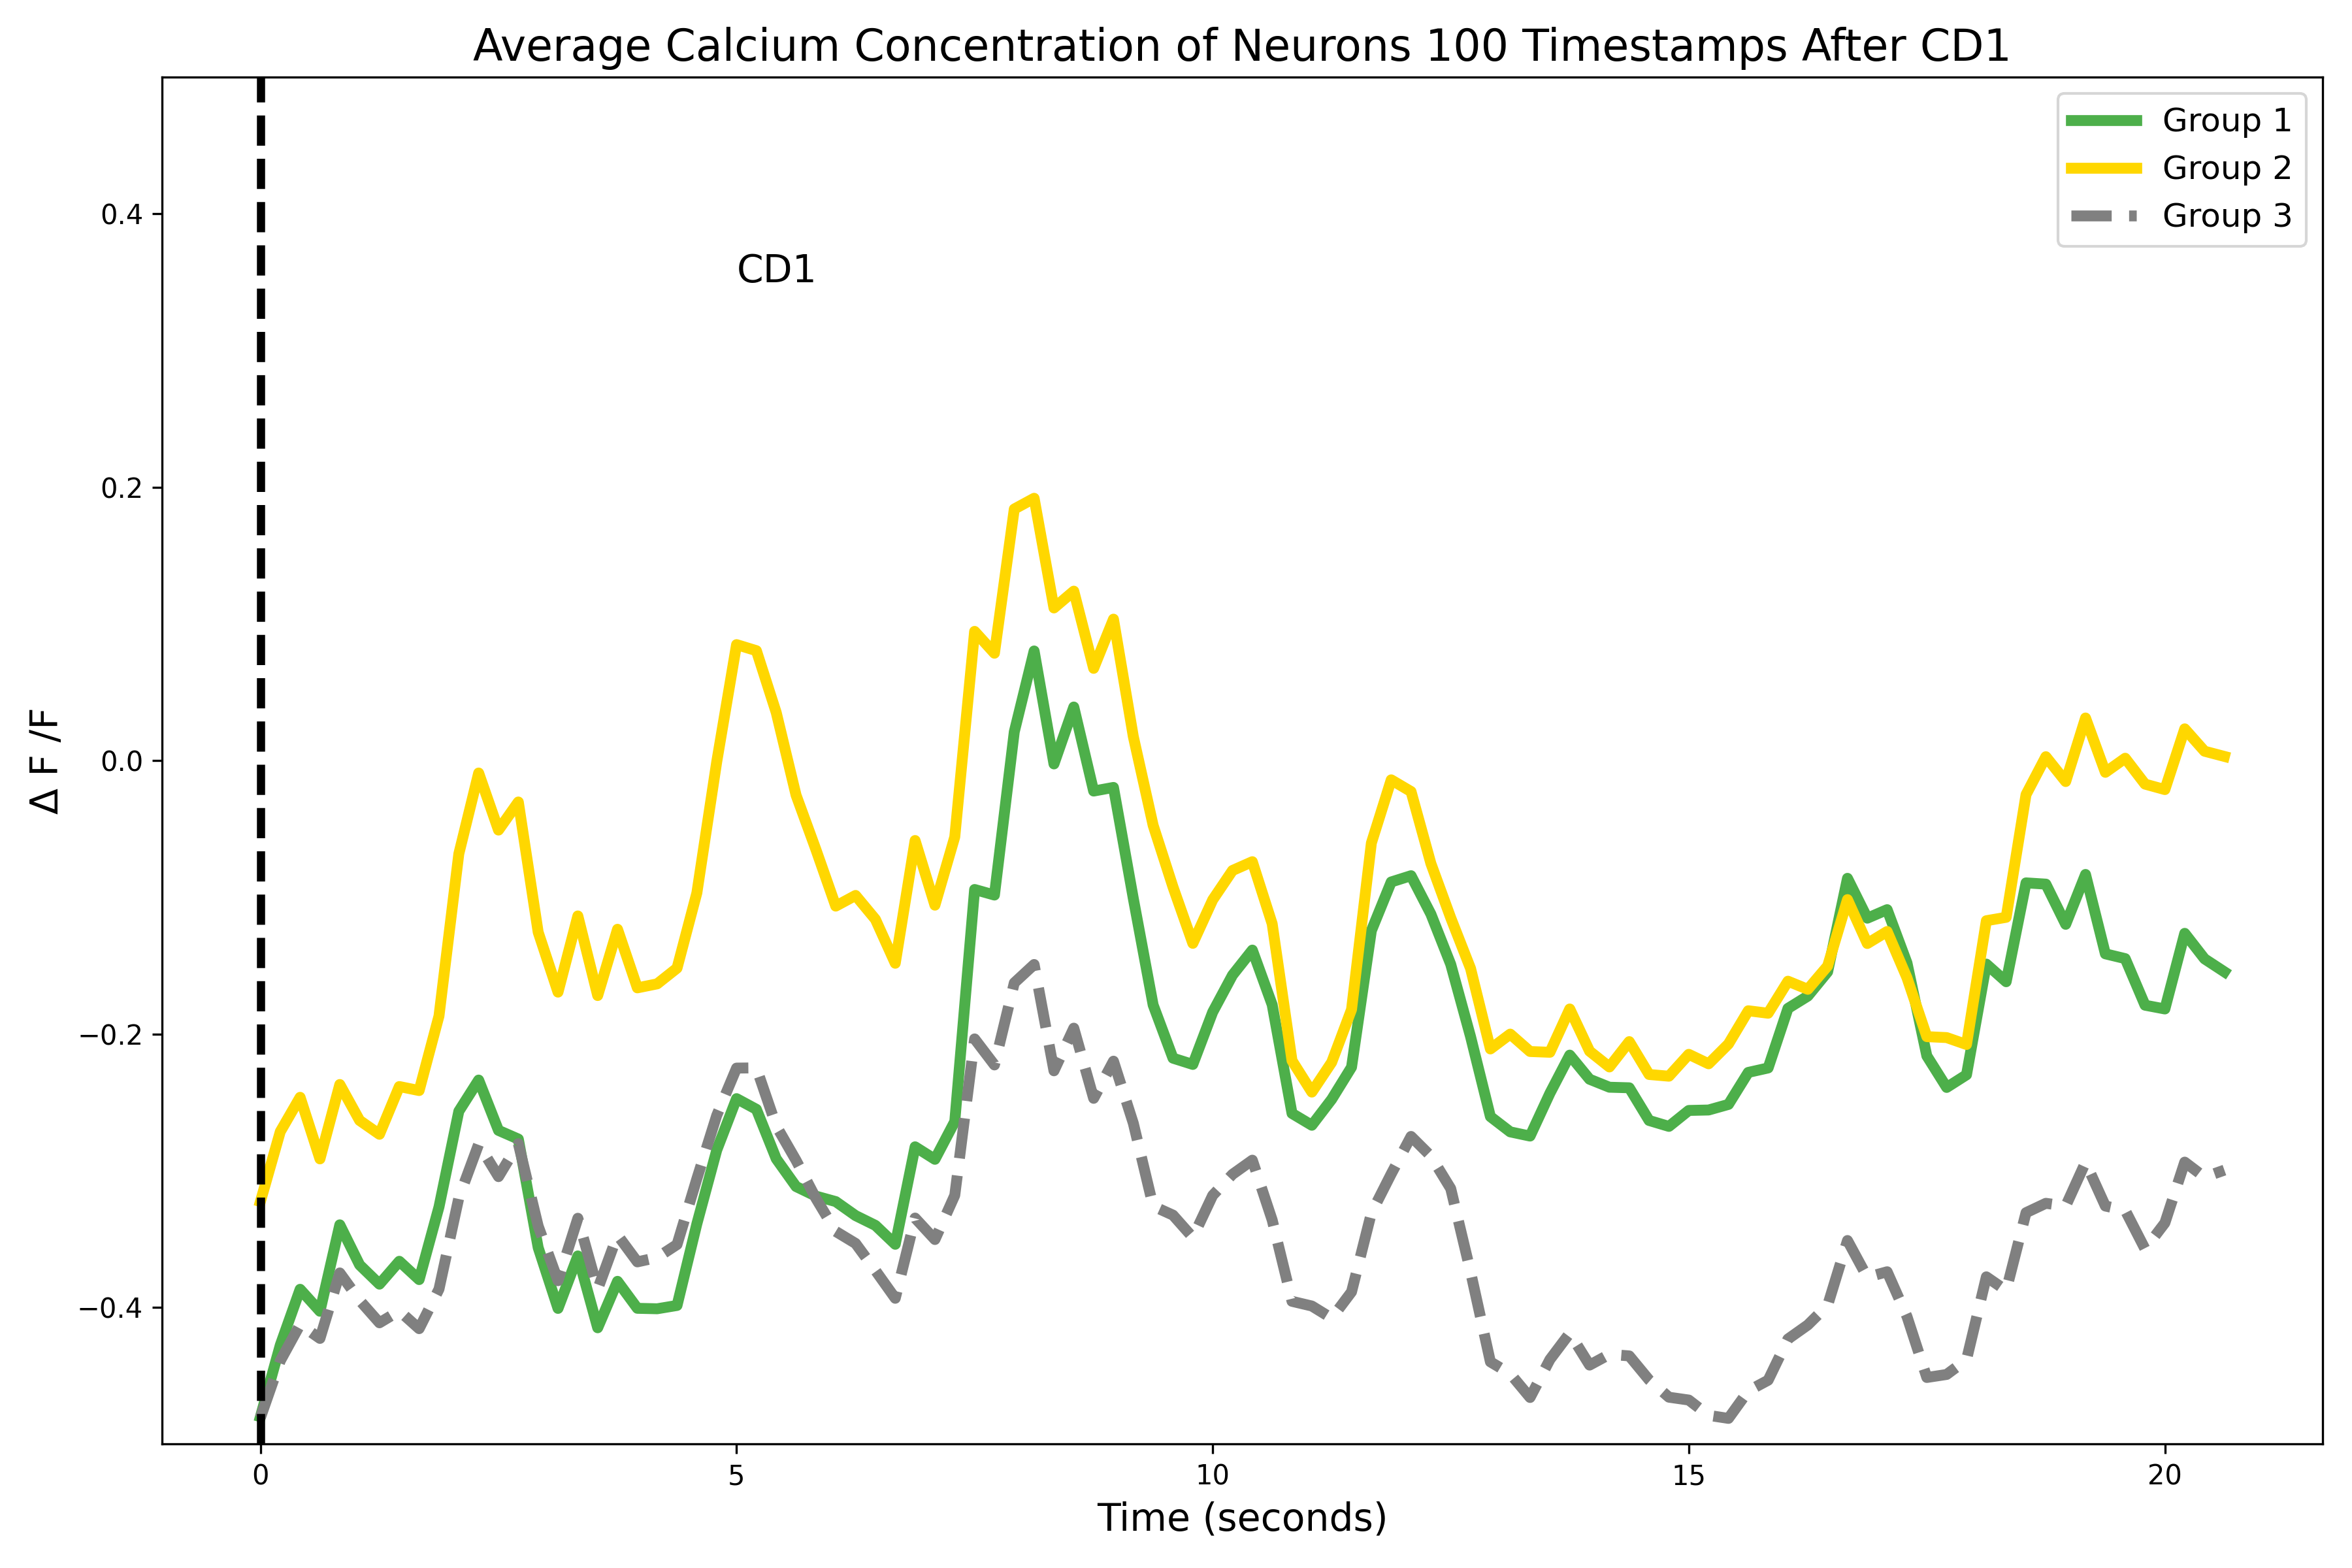 Average Calcium Concentration of Neurons 100 Timestamps After CD1
Group 1
Group 2
Group 3
CD1
Δ F /F
0.4
0.2
0.0
−0.2
−0.4
0 5 10 15 20
Time (seconds)